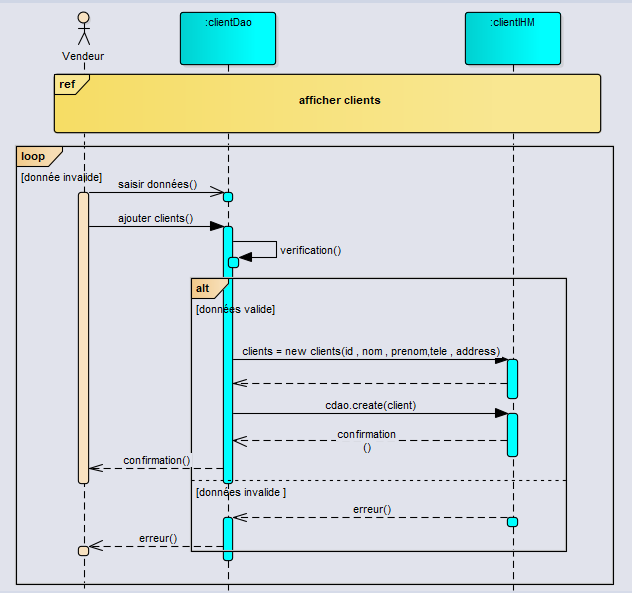 :clientDao
:clientIHM
Vendeur
ref
afficher clients
loop
[donnée invalide]
saisir données()
ajouter clients()
verification()
alt
[données valide]
clients = new clients(id , nom , prenom,tele , address)
cdao.create(client)
confirmation
()
confirmation()
[données invalide ]
erreur()
erreur()